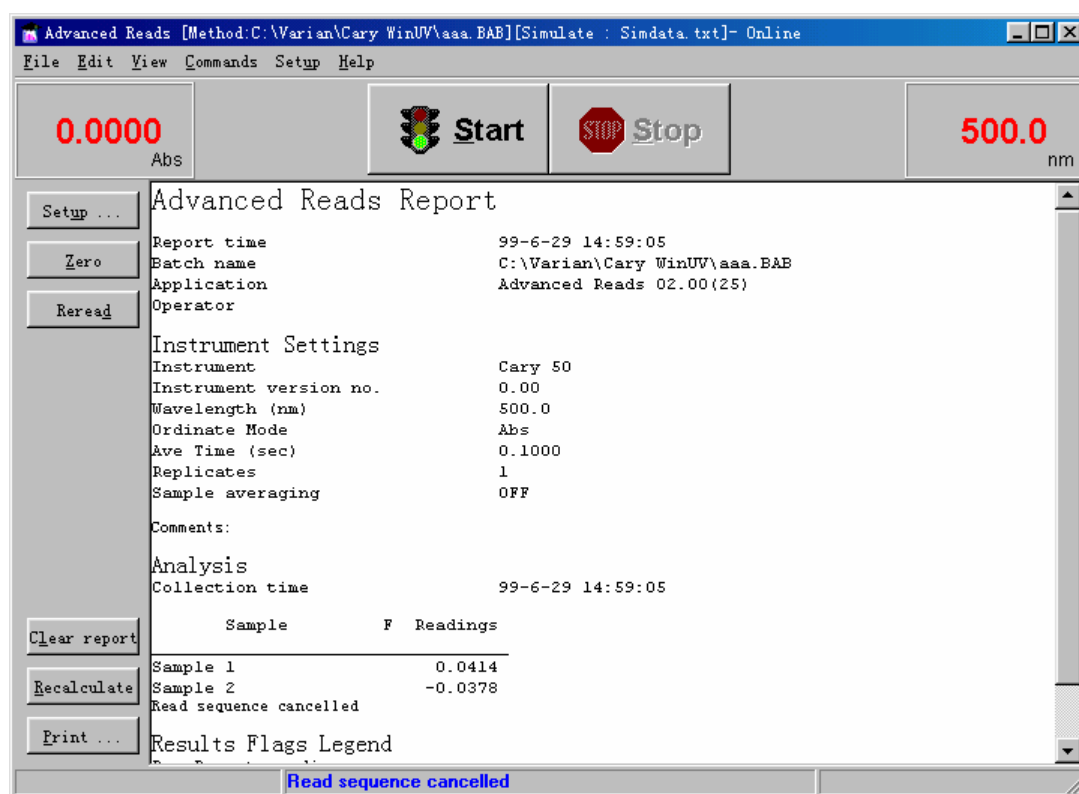 Advanced Reads [Method:C:\Varian\Cary WinUV\aaa.BAB][Simulate : Simdata.txt]- Online
File Edit View Commands Setup Help
0.0000 Abs
Start
STOP Stop
500.0 nm
Setup ...
Zero
Reread
Clear report
Recalculate
Print ...
Advanced Reads Report
Report time 99-6-29 14:59:05
Batch name C:\Varian\Cary WinUV\aaa.BAB
Application Advanced Reads 02.00(25)
Operator
Instrument Settings
Instrument Cary 50
Instrument version no. 0.00
Wavelength (nm) 500.0
Ordinate Mode Abs
Ave Time (sec) 0.1000
Replicates 1
Sample averaging OFF
Comments:
Analysis
Collection time 99-6-29 14:59:05
Sample F Readings
Sample 1 0.0414
Sample 2 -0.0378
Read sequence cancelled
Results Flags Legend
Read sequence cancelled